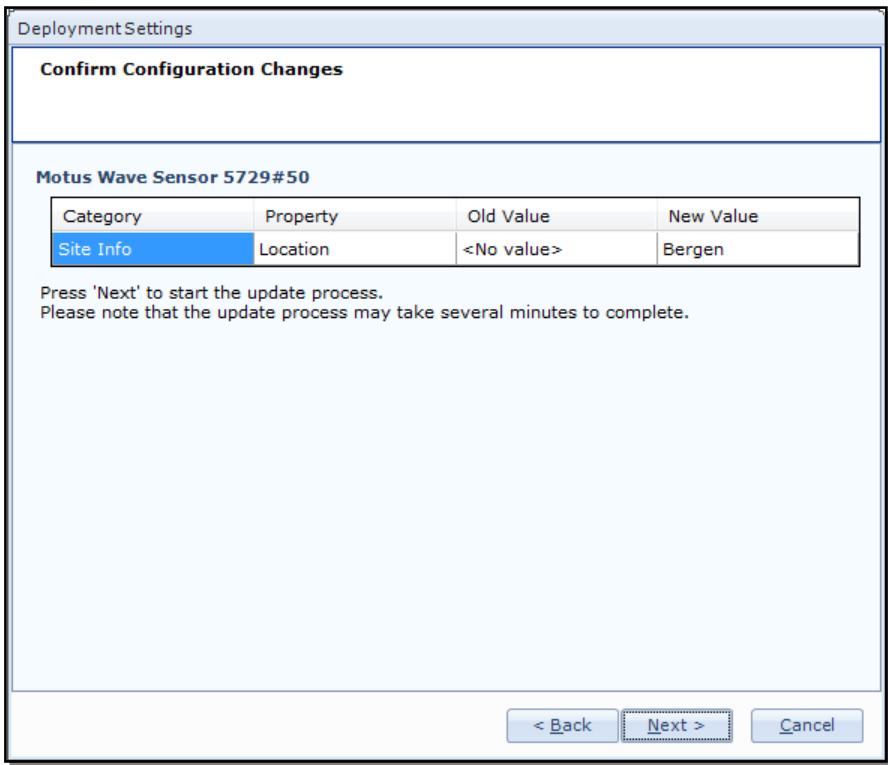 Deployment Settings
Confirm Configuration Changes
Motus Wave Sensor 5729#50
Category Property Old Value New Value
Site Info Location <No value> Bergen
Press 'Next' to start the update process.
Please note that the update process may take several minutes to complete.
< Back Next > Cancel